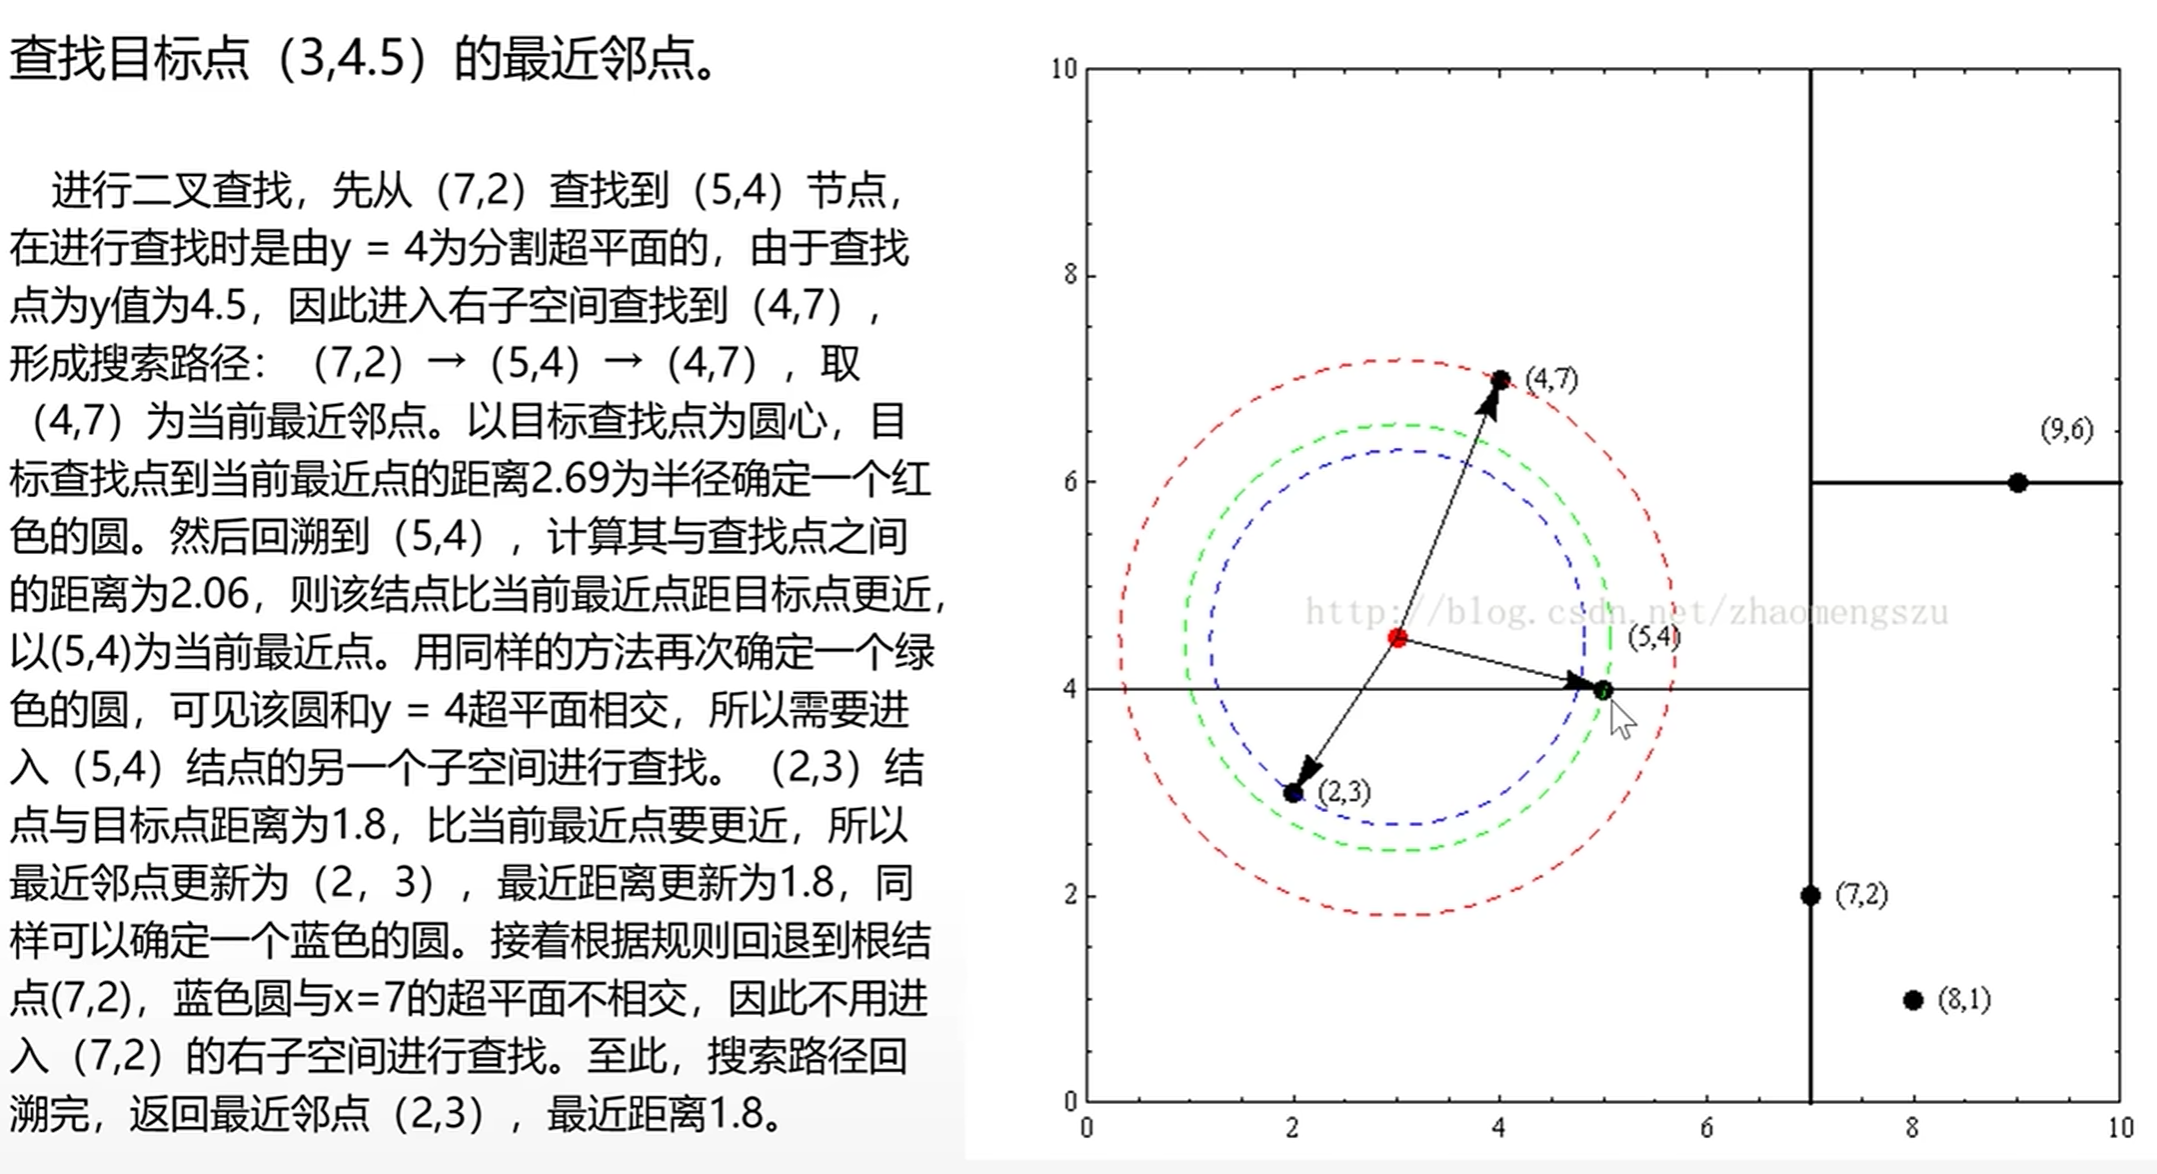 查找目标点（3,4.5）的最近邻点。
进行二叉查找，先从（7,2）查找到（5,4）节点，
在进行查找时是由y = 4为分割超平面的，由于查找
点为y值为4.5，因此进入右子空间查找到（4,7），
形成搜索路径：（7,2）→（5,4）→（4,7），取
（4,7）为当前最近邻点。以目标查找点为圆心，目
标查找点到当前最近点的距离2.69为半径确定一个红
色的圆。然后回溯到（5,4），计算其与查找点之间
的距离为2.06，则该结点比当前最近点距目标点更近，
以(5,4)为当前最近点。用同样的方法再次确定一个绿
色的圆，可见该圆和y = 4超平面相交，所以需要进
入（5,4）结点的另一个子空间进行查找。（2,3）结
点与目标点距离为1.8，比当前最近点要更近，所以
最近邻点更新为（2，3），最近距离更新为1.8，同
样可以确定一个蓝色的圆。接着根据规则回退到根结
点(7,2)，蓝色圆与x=7的超平面不相交，因此不用进
入（7,2）的右子空间进行查找。至此，搜索路径回
溯完，返回最近邻点（2,3），最近距离1.8。
10
8
(4,7)
(9,6)
6
http://blog.csdn.net/zhaomengszu
(5,4)
4
(2,3)
2
(7,2)
(8,1)
0
0 2 4 6 8 10